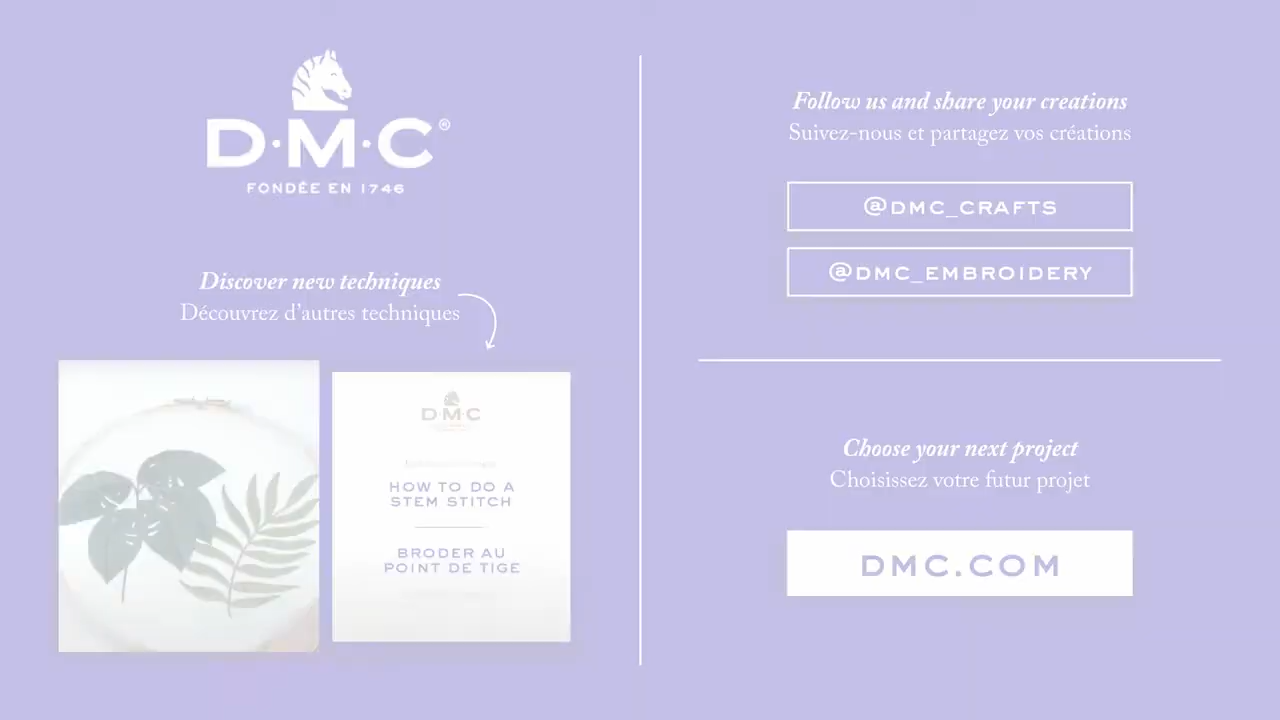 D·M·C®
FONDÉE EN 1746
Discover new techniques
Découvrez d'autres techniques
D·M·C
HOW TO DO A
STEM STITCH
BRODER AU
POINT DE TIGE
Follow us and share your creations
Suivez-nous et partagez vos créations
@DMC_CRAFTS
@DMC_EMBROIDERY
Choose your next project
Choisissez votre futur projet
DMC.COM